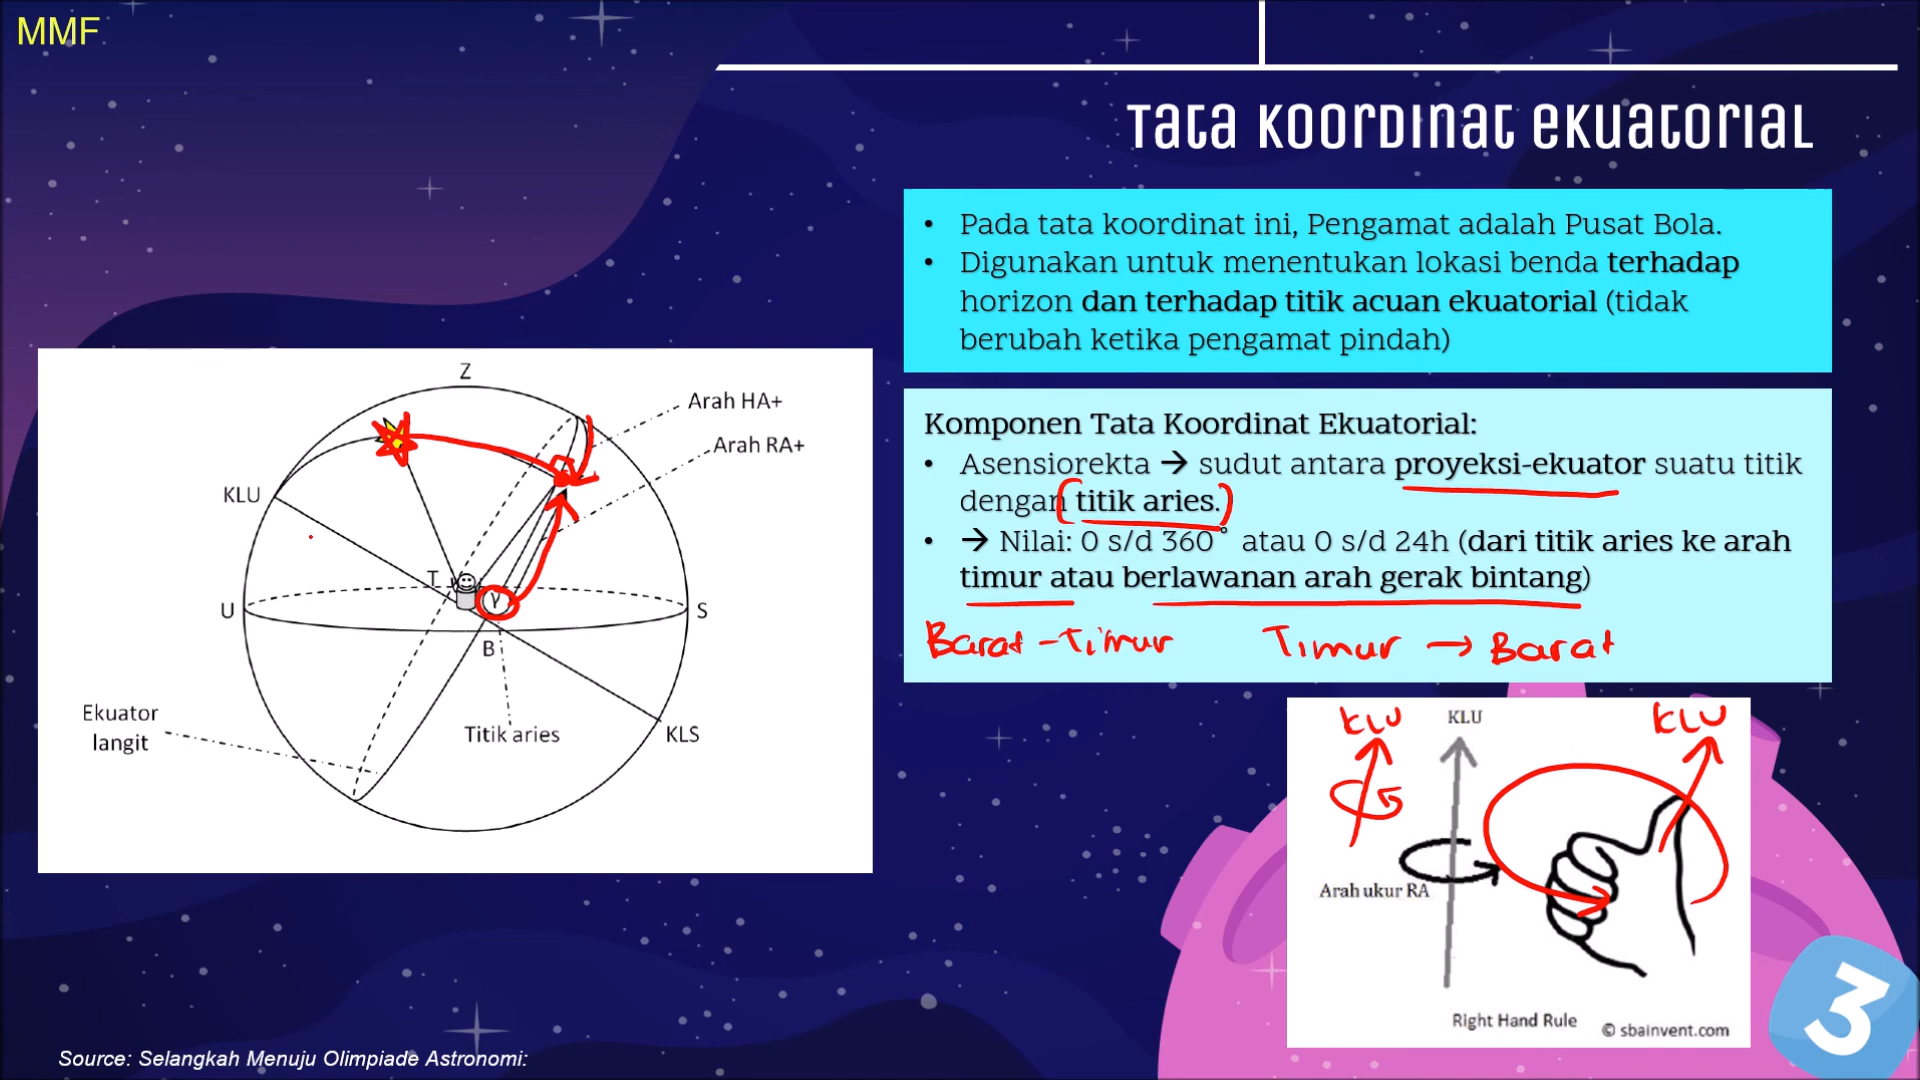 MMF
Tata Koordinat Ekuatorial
• Pada tata koordinat ini, Pengamat adalah Pusat Bola.
• Digunakan untuk menentukan lokasi benda terhadap
horizon dan terhadap titik acuan ekuatorial (tidak
berubah ketika pengamat pindah)
Komponen Tata Koordinat Ekuatorial:
• Asensiorekta → sudut antara proyeksi-ekuator suatu titik
dengan titik aries.
• → Nilai: 0 s/d 360° atau 0 s/d 24h (dari titik aries ke arah
timur atau berlawanan arah gerak bintang)
Barat - Timur Timur → Barat
Z
Arah HA+
Arah RA+
KLU
T
γ
U
S
B
Ekuator
langit
Titik aries
KLS
KLU
KLU
KLU
Arah ukur RA
Right Hand Rule
© sbainvent.com
3
Source: Selangkah Menuju Olimpiade Astronomi: